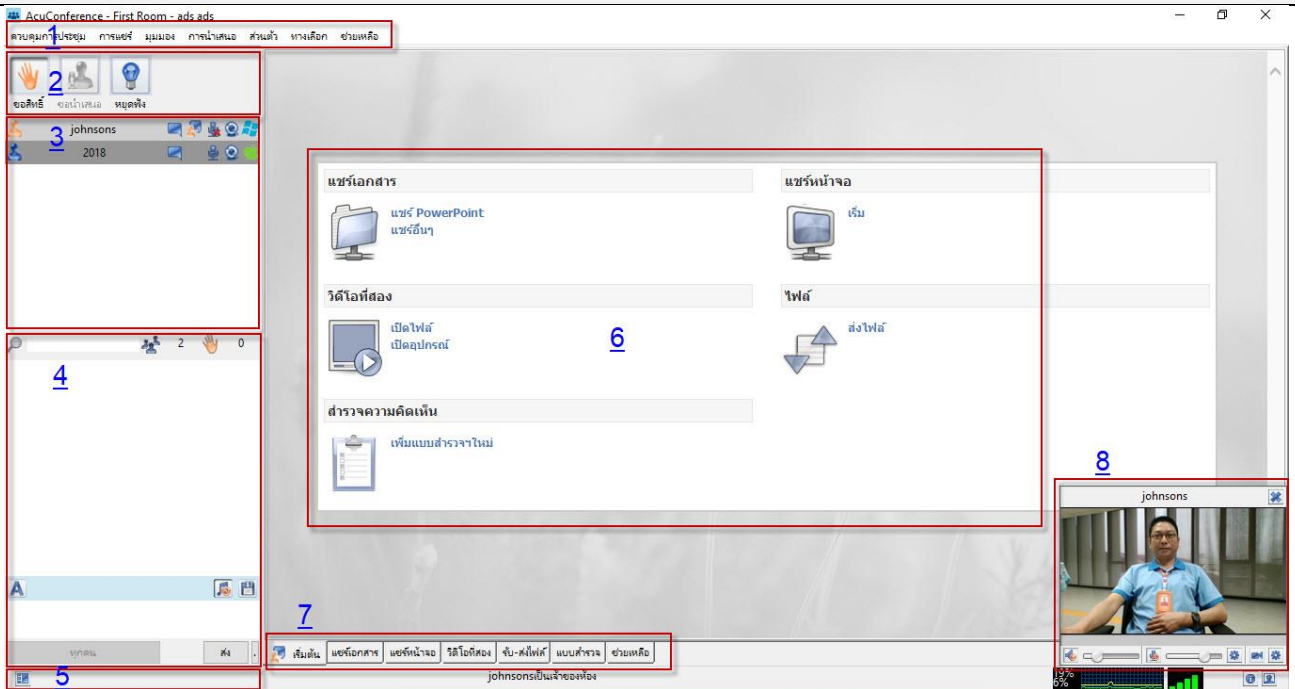 AcuConference - First Room - ads ads
1
ควบคุมการประชุม การแชร์ มุมมอง การนำเสนอ ส่วนตัว ทางเลือก ช่วยเหลือ
2
ขอสิทธิ์ ขอนำเสนอ หยุดฟัง
3
johnsons
2018
แชร์เอกสาร
แชร์ PowerPoint
แชร์อื่นๆ
แชร์หน้าจอ
เริ่ม
วิดีโอที่สอง
เปิดไฟล์
เปิดอุปกรณ์
6
ไฟล์
ส่งไฟล์
2 0
4
สำรวจความคิดเห็น
เพิ่มแบบสำรวจฯใหม่
8
johnsons
A
ทุกคน ส่ง
7
เริ่มต้น แชร์เอกสาร แชร์หน้าจอ วิดีโอที่สอง รับ-ส่งไฟล์ แบบสำรวจ ช่วยเหลือ
5
johnsonsเป็นเจ้าของห้อง
19%
6%